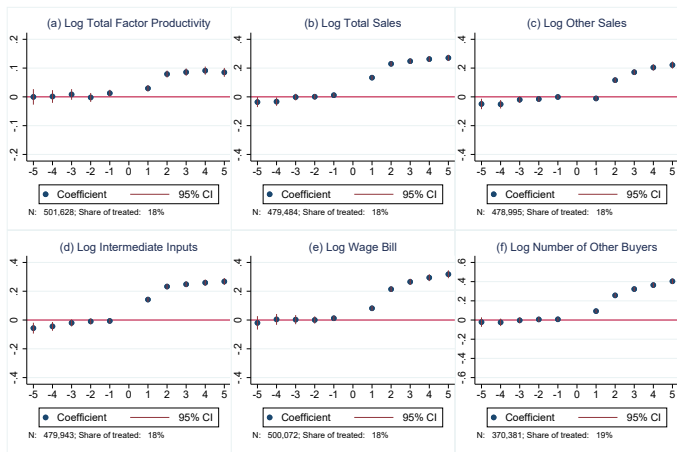 (a) Log Total Factor Productivity
.2
.1
0
-.1
-.2
-5 -4 -3 -2 -1 0 1 2 3 4 5
Coefficient 95% CI
N: 501,628; Share of treated: 18%
(b) Log Total Sales
.4
.2
0
-.2
-.4
-5 -4 -3 -2 -1 0 1 2 3 4 5
Coefficient 95% CI
N: 479,484; Share of treated: 18%
(c) Log Other Sales
.4
.2
0
-.2
-.4
-5 -4 -3 -2 -1 0 1 2 3 4 5
Coefficient 95% CI
N: 478,995; Share of treated: 18%
(d) Log Intermediate Inputs
.4
.2
0
-.2
-.4
-5 -4 -3 -2 -1 0 1 2 3 4 5
Coefficient 95% CI
N: 479,943; Share of treated: 18%
(e) Log Wage Bill
.4
.2
0
-.2
-.4
-5 -4 -3 -2 -1 0 1 2 3 4 5
Coefficient 95% CI
N: 500,072; Share of treated: 18%
(f) Log Number of Other Buyers
.6
.4
.2
0
-.2
-.4
-.6
-5 -4 -3 -2 -1 0 1 2 3 4 5
Coefficient 95% CI
N: 370,381; Share of treated: 19%